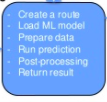 - Create a route
- Load ML model
- Prepare data
- Run prediction
- Post-processing
- Return result